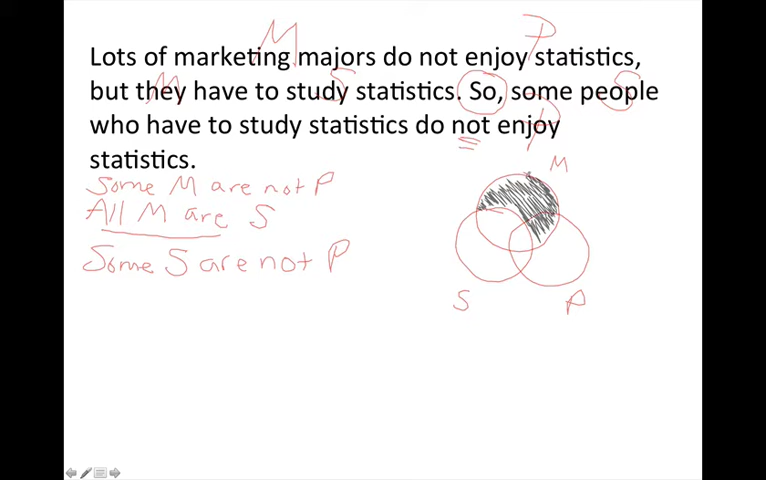 M P
Lots of marketing majors do not enjoy statistics,
M S S
but they have to study statistics. So, some people
P
who have to study statistics do not enjoy
statistics.
Some M are not P
All M are S
Some S are not P
M
S P